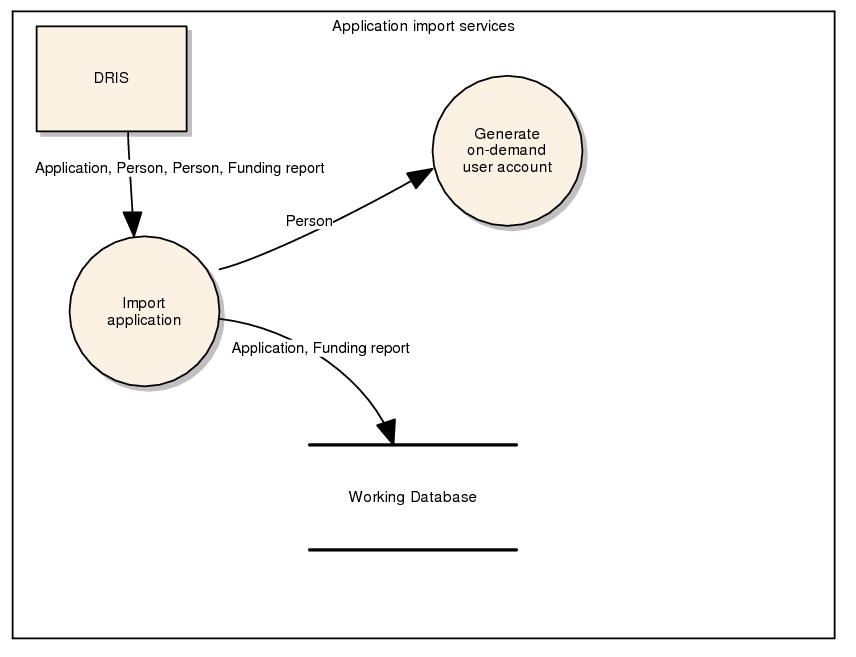 Application import services
DRIS
Generate
on-demand
user account
Application, Person, Person, Funding report
Person
Import
application
Application, Funding report
Working Database